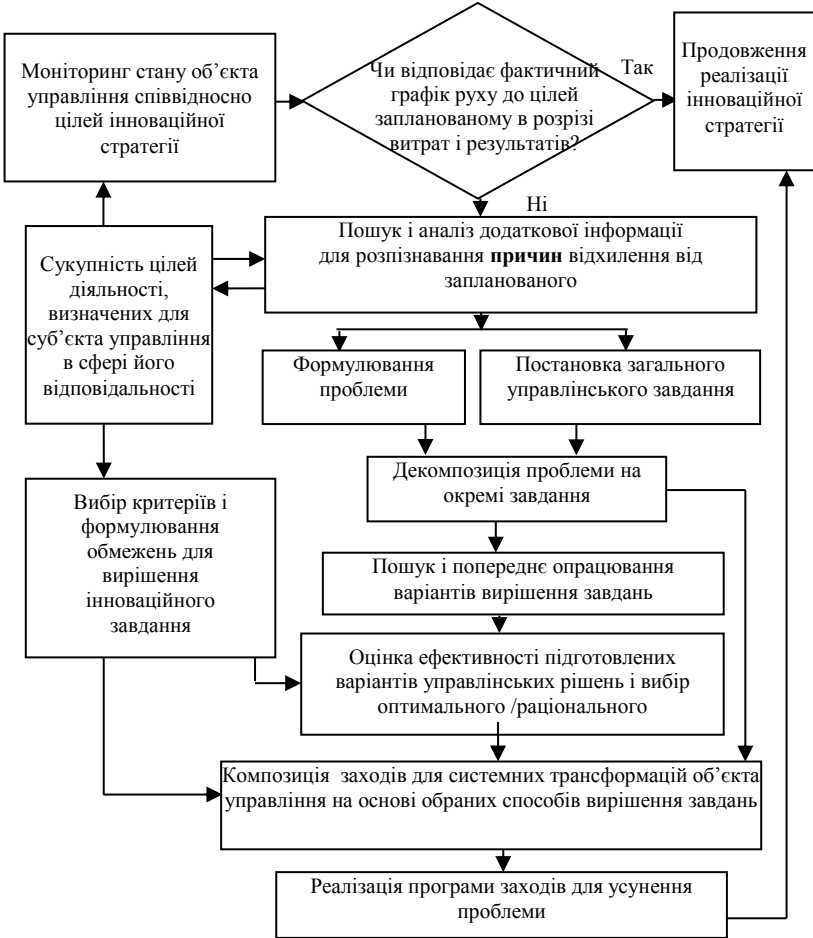 Моніторинг стану об’єкта
управління співвідносно
цілей інноваційної
стратегії
Чи відповідає фактичний
графік руху до цілей
запланованому в розрізі
витрат і результатів?
Так
Продовження
реалізації
інноваційної
стратегії
Ні
Сукупність цілей
діяльності,
визначених для
суб’єкта управління
в сфері його
відповідальності
Пошук і аналіз додаткової інформації
для розпізнавання причин відхилення від
запланованого
Формулювання
проблеми
Постановка загального
управлінського завдання
Декомпозиція проблеми на
окремі завдання
Вибір критеріїв і
формулювання
обмежень для
вирішення
інноваційного
завдання
Пошук і попереднє опрацювання
варіантів вирішення завдань
Оцінка ефективності підготовлених
варіантів управлінських рішень і вибір
оптимального /раціонального
Композиція заходів для системних трансформацій об’єкта
управління на основі обраних способів вирішення завдань
Реалізація програми заходів для усунення
проблеми